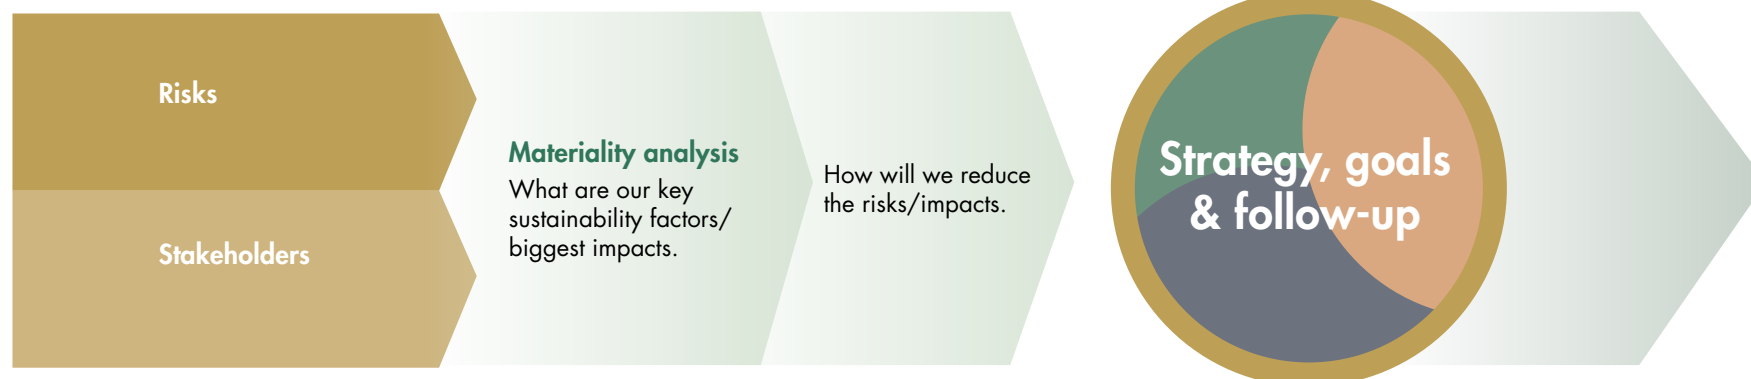 Risks
Stakeholders
Materiality analysis
What are our key
sustainability factors/
biggest impacts.
How will we reduce
the risks/impacts.
Strategy, goals
& follow-up